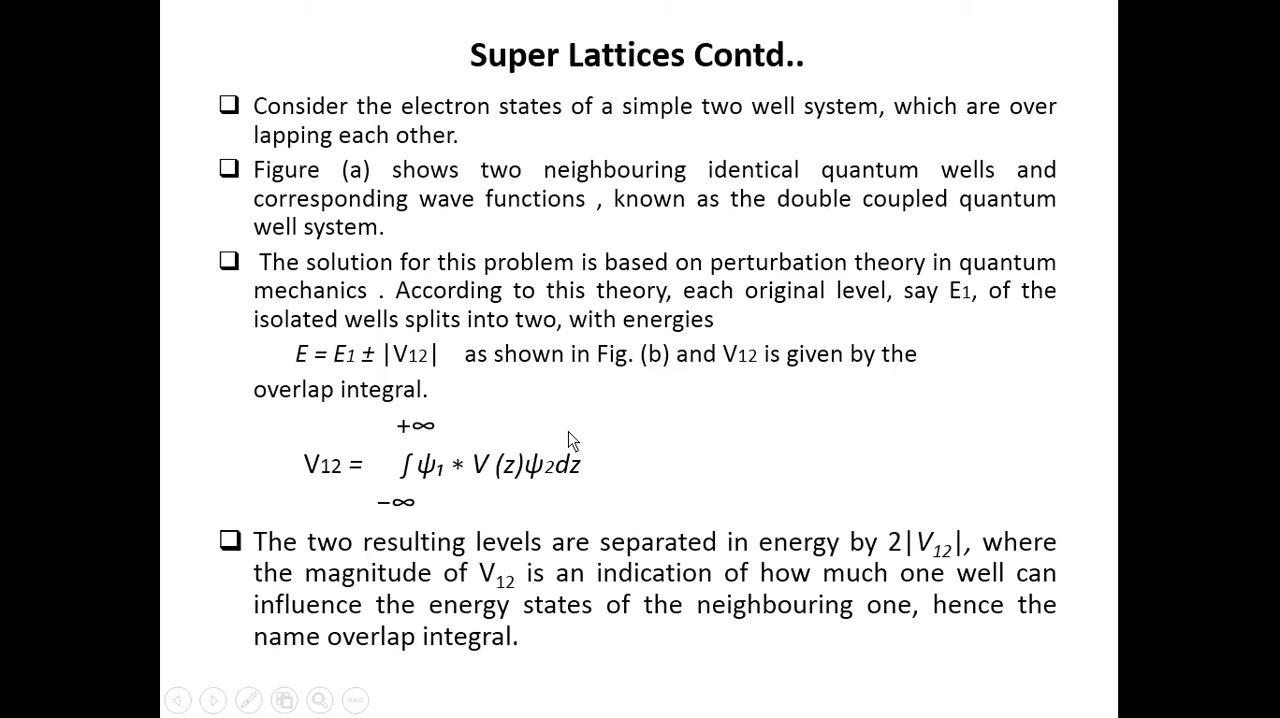 Super Lattices Contd..
❑ Consider the electron states of a simple two well system, which are over
lapping each other.
❑ Figure (a) shows two neighbouring identical quantum wells and
corresponding wave functions , known as the double coupled quantum
well system.
❑ The solution for this problem is based on perturbation theory in quantum
mechanics . According to this theory, each original level, say E1, of the
isolated wells splits into two, with energies
E = E1 ± |V12| as shown in Fig. (b) and V12 is given by the
overlap integral.
+∞
V12 = ∫ ψ1 ∗ V (z)ψ2dz
−∞
❑ The two resulting levels are separated in energy by 2|V12|, where
the magnitude of V12 is an indication of how much one well can
influence the energy states of the neighbouring one, hence the
name overlap integral.